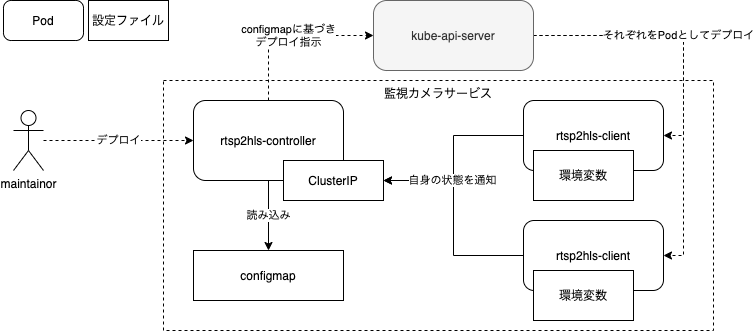 Pod
設定ファイル
configmapに基づき
デプロイ指示
kube-api-server
それぞれをPodとしてデプロイ
監視カメラサービス
rtsp2hls-controller
rtsp2hls-client
デプロイ
maintainor
ClusterIP
自身の状態を通知
環境変数
読み込み
configmap
rtsp2hls-client
環境変数